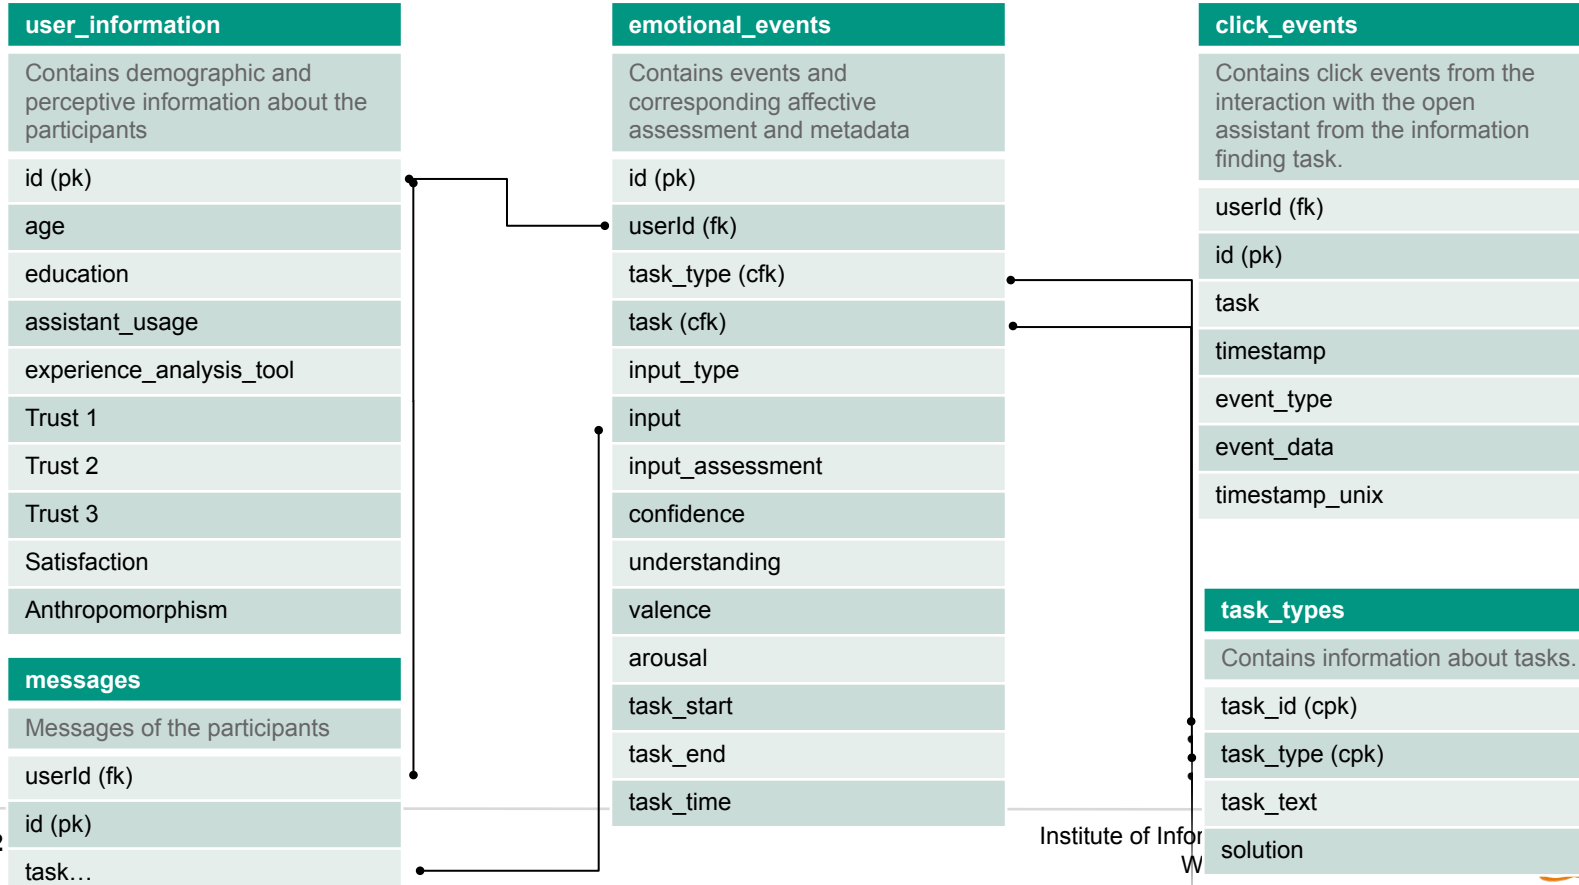 user_information
Contains demographic and
perceptive information about the
participants
id (pk)
age
education
assistant_usage
experience_analysis_tool
Trust 1
Trust 2
Trust 3
Satisfaction
Anthropomorphism
messages
Messages of the participants
userId (fk)
id (pk)
task…
2
emotional_events
Contains events and
corresponding affective
assessment and metadata
id (pk)
userId (fk)
task_type (cfk)
task (cfk)
input_type
input
input_assessment
confidence
understanding
valence
arousal
task_start
task_end
task_time
click_events
Contains click events from the
interaction with the open
assistant from the information
finding task.
userId (fk)
id (pk)
task
timestamp
event_type
event_data
timestamp_unix
task_types
Contains information about tasks.
task_id (cpk)
task_type (cpk)
task_text
solution
Institute of Infor
W